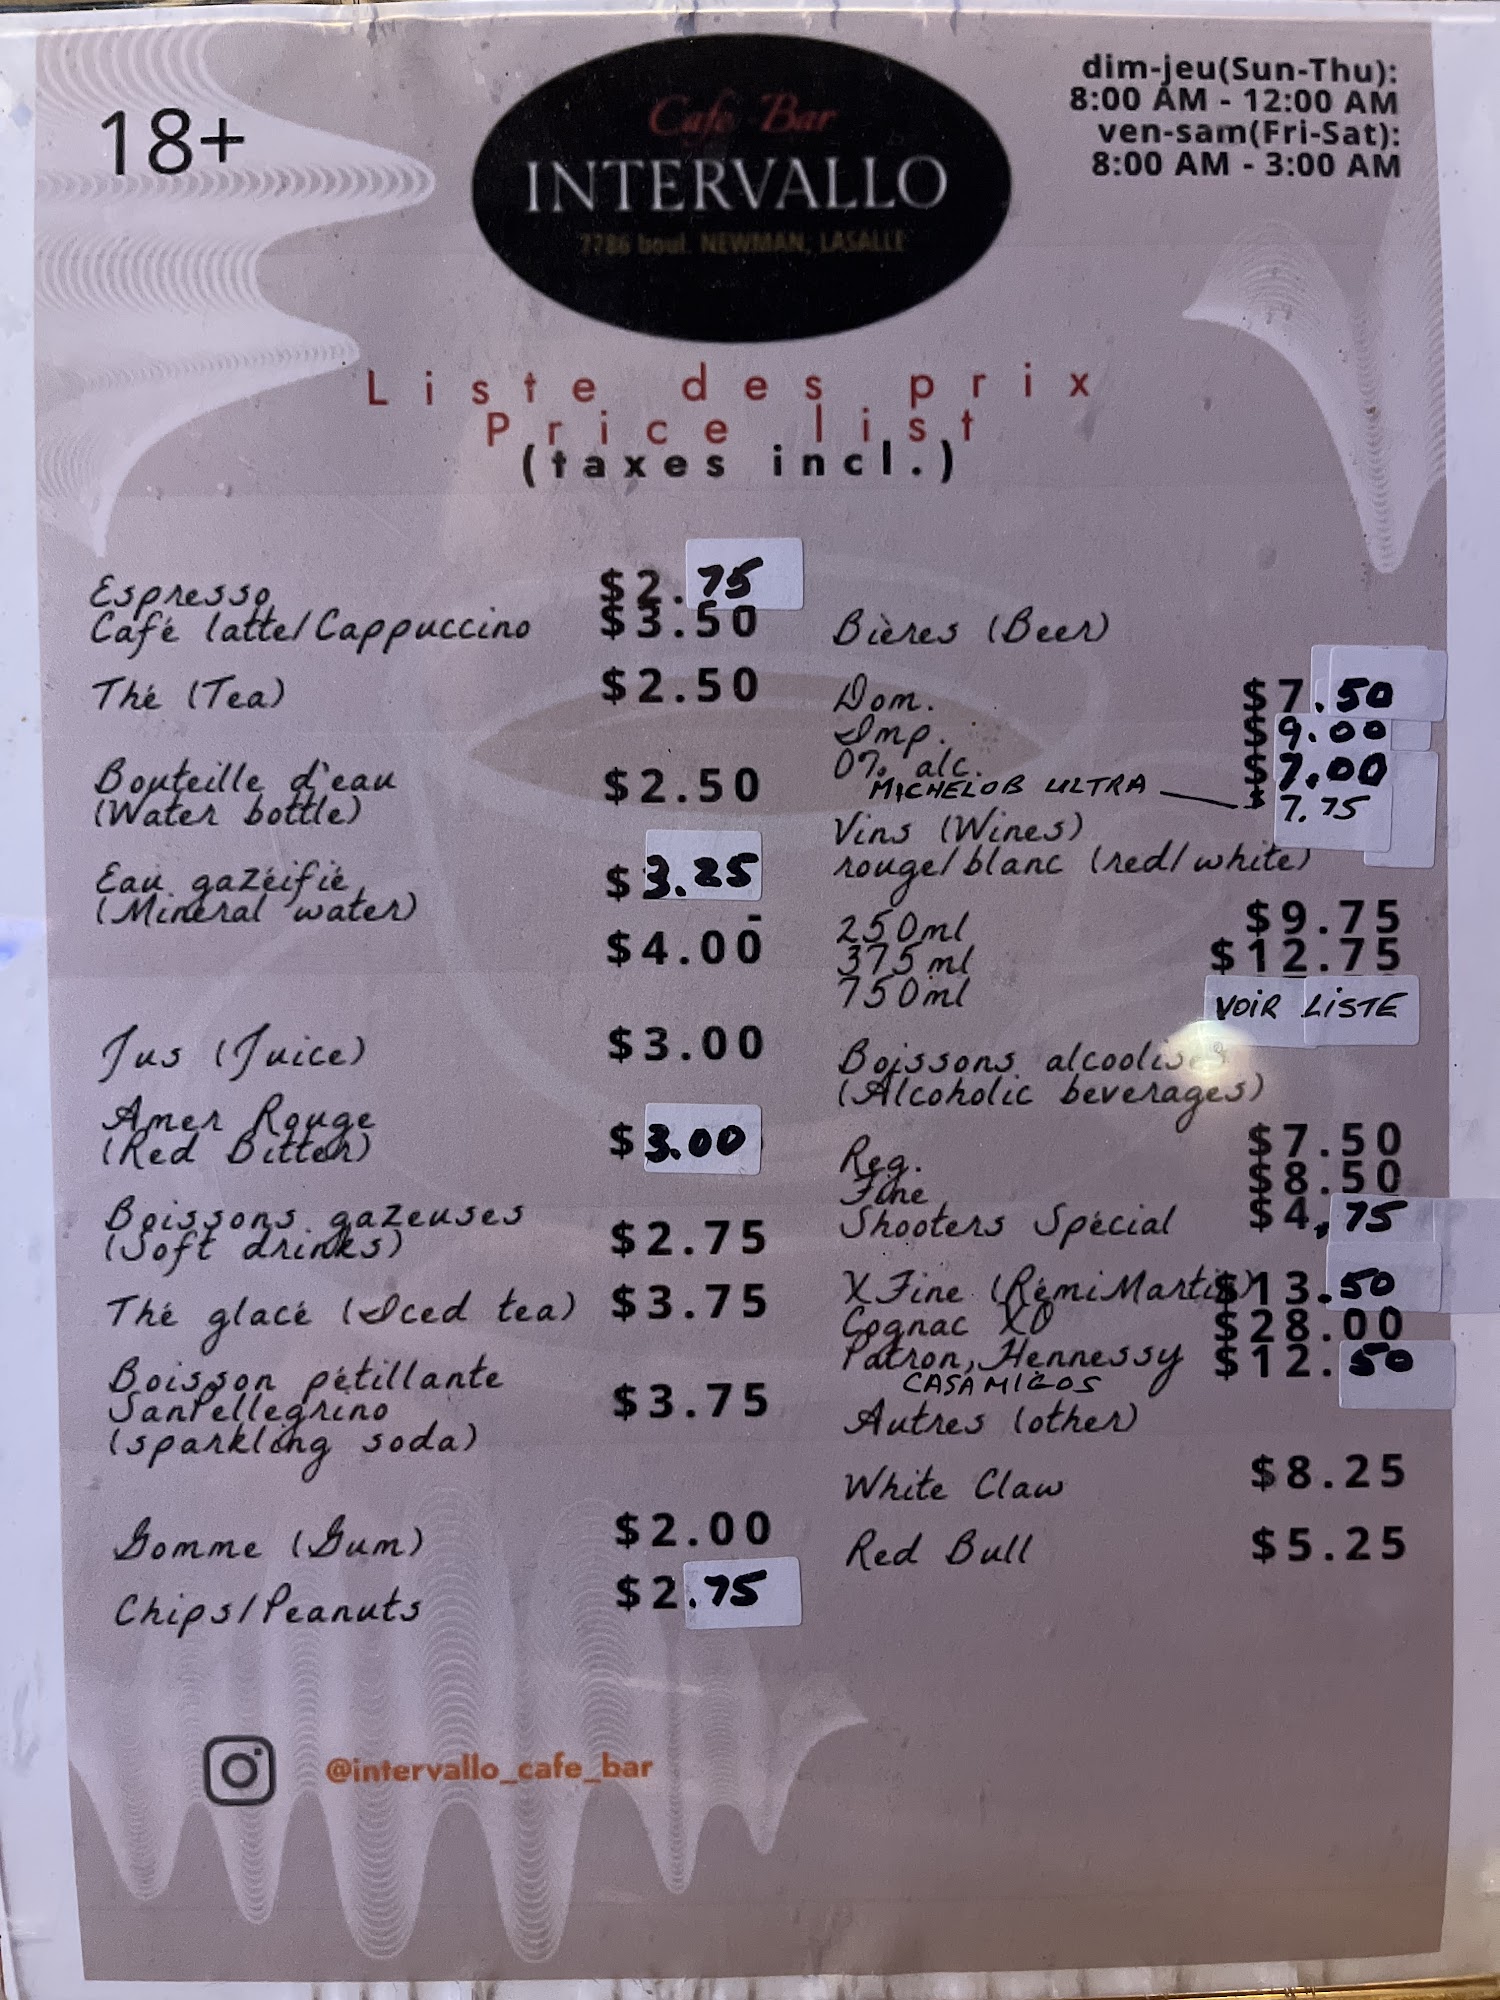 18+
Cafe Bar
INTERVALLO
7786 boul. NEWMAN, LASALLE
dim-jeu(Sun-Thu):
8:00 AM - 12:00 AM
ven-sam(Fri-Sat):
8:00 AM - 3:00 AM
Liste des prix
Price list
(taxes incl.)
Espresso $2.75
Café latte/Cappuccino $3.50
Thé (Tea) $2.50
Bouteille d'eau
(Water bottle) $2.50
Eau gazéifié
(Mineral water) $3.25
$4.00
Jus (Juice) $3.00
Amer Rouge
(Red Bitter) $3.00
Boissons gazeuses
(Soft drinks) $2.75
Thé glacé (Iced tea) $3.75
Boisson pétillante
SanPellegrino $3.75
(sparkling soda)
Gomme (Gum) $2.00
Chips/Peanuts $2.75
Bières (Beer)
Dom. $7.50
Imp. $9.00
0% alc. $7.00
MICHELOB ULTRA $7.75
Vins (Wines)
rouge/blanc (red/white)
250ml $9.75
375ml $12.75
750ml VOIR LISTE
Boissons alcoolisés
(Alcoholic beverages)
Reg. $7.50
Fine $8.50
Shooters Spécial $4.75
X Fine (RémiMartin) $13.50
Cognac XO $28.00
Patron, Hennessy $12.50
CASAMIGOS
Autres (other)
White Claw $8.25
Red Bull $5.25
@intervallo_cafe_bar